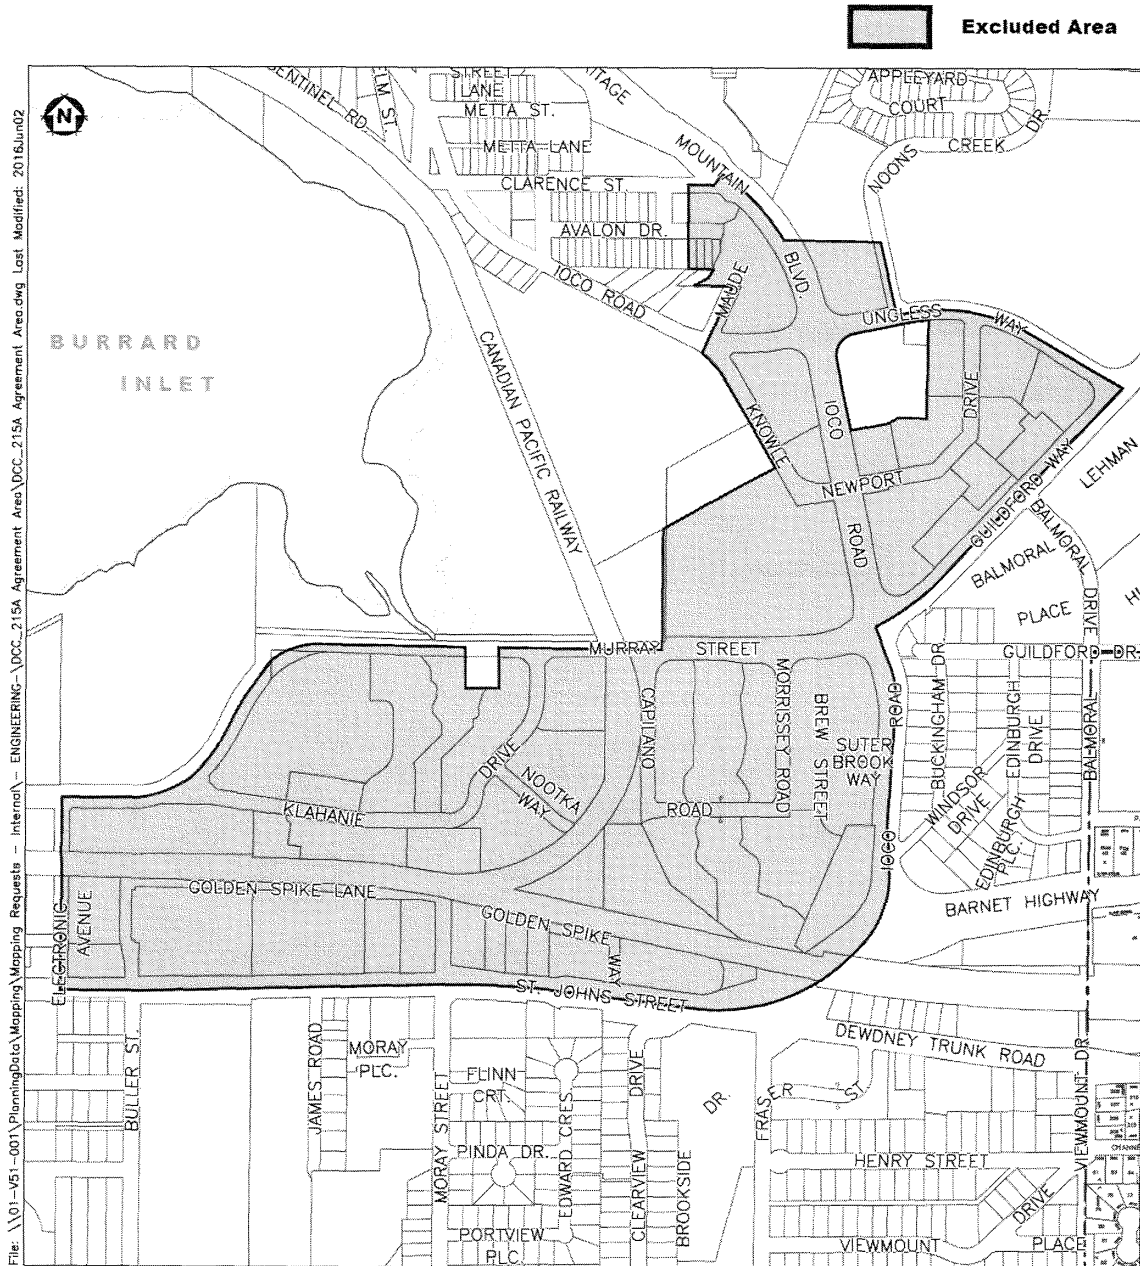 Excluded Area
File: \\01-V51-001\PlanningData\Mapping\Mapping Requests - Internal\- ENGINEERING-\DCC_215A Agreement Area\DCC_215A Agreement Area.dwg Last Modified: 2016Jun02
N
SENTINEL RD.
ELM ST.
STREET
LANE
METTA ST.
METTA LANE
CLARENCE ST.
AVALON DR.
IOCO ROAD
MOUNTAIN
BLVD.
MAUDE
APPLEYARD
COURT
NOONS
CREEK
DR
UNGLESS
WAY
BURRARD
INLET
CANADIAN PACIFIC RAILWAY
KNOWLE
IOCO
ROAD
DRIVE
NEWPORT
GUILDFORD WAY
LEHMAN
BALMORAL
DRIVE
BALMORAL
PLACE
GUILDFORD DR.
MURRAY
STREET
CAPILANO
ROAD
MORRISSEY ROAD
BREW STREET
SUTER
BROOK
WAY
IOCO
ROAD
BUCKINGHAM DR.
EDINBURGH
DRIVE
BALMORAL
WINDSOR
DRIVE
EDINBURGH
PLC.
BARNET HIGHWAY
KLAHANIE
DRIVE
NOOTKA
WAY
GOLDEN SPIKE LANE
GOLDEN SPIKE
WAY
ELECTRONIC
AVENUE
ST. JOHNS STREET
DEWDNEY TRUNK ROAD
BULLER ST.
JAMES ROAD
MORAY
PLC.
MORAY STREET
FLINN
CRT.
PINDA DR.
EDWARD CRES.
PORTVIEW
PLC.
CLEARVIEW
DRIVE
BROOKSIDE
DR.
FRASER
ST.
HENRY STREET
VIEWMOUNT DR.
DRIVE
VIEWMOUNT
PLACE